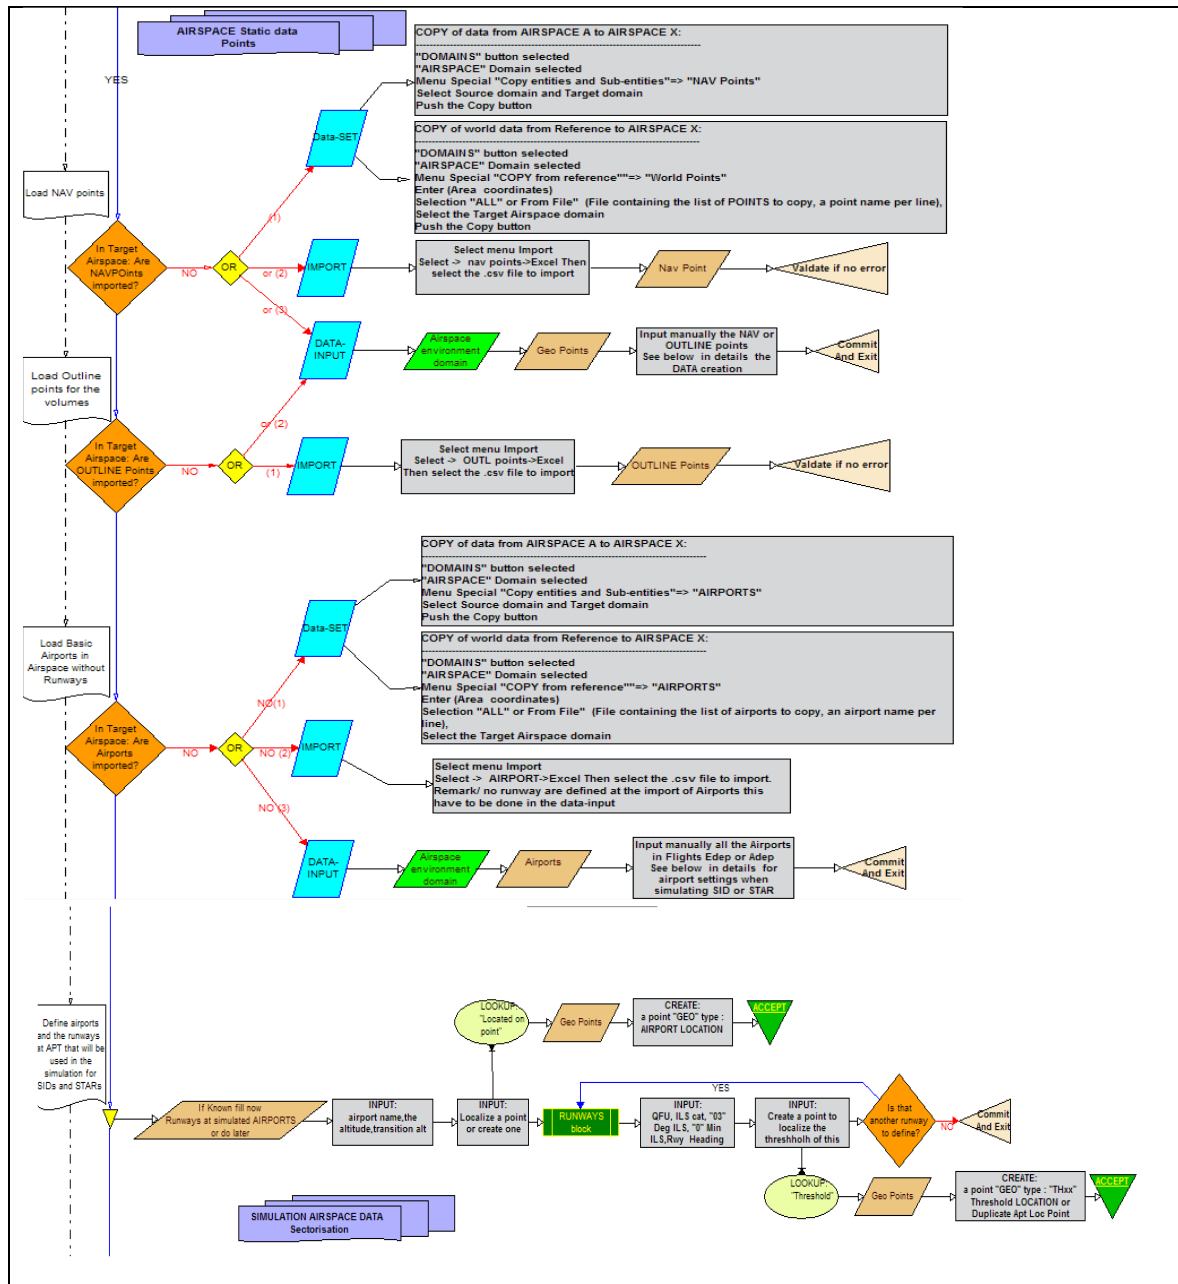 AIRSPACE Static data
Points
YES
COPY of data from AIRSPACE A to AIRSPACE X:
"DOMAINS" button selected
"AIRSPACE" Domain selected
Menu Special "Copy entities and Sub-entities"=> "NAV Points"
Select Source domain and Target domain
Push the Copy button
Data-SET
COPY of world data from Reference to AIRSPACE X:
"DOMAINS" button selected
"AIRSPACE" Domain selected
Menu Special "COPY from reference""=> "World Points"
Enter (Area coordinates)
Selection "ALL" or From File" (File containing the list of POINTS to copy, a point name per line),
Select the Target Airspace domain
Push the Copy button
Load NAV points
(1)
In Target
Airspace: Are
NAVPOints
imported?
NO
OR
or (2)
IMPORT
Select menu Import
Select -> nav points->Excel Then
select the .csv file to import
Nav Point
Valdate if no error
or (3)
DATA-
INPUT
Airspace
environment
domain
Geo Points
Input manually the NAV or
OUTLINE points
See below in details the
DATA creation
Commit
And Exit
Load Outline
points for the
volumes
or (2)
In Target
Airspace: Are
OUTLINE Points
imported?
NO
OR
(1)
IMPORT
Select menu Import
Select -> OUTL points->Excel
Then select the .csv file to import
OUTLINE Points
Valdate if no error
COPY of data from AIRSPACE A to AIRSPACE X:
"DOMAINS" button selected
"AIRSPACE" Domain selected
Menu Special "Copy entities and Sub-entities"=> "AIRPORTS"
Select Source domain and Target domain
Push the Copy button
Data-SET
COPY of world data from Reference to AIRSPACE X:
"DOMAINS" button selected
"AIRSPACE" Domain selected
Menu Special "COPY from reference""=> "AIRPORTS"
Enter (Area coordinates)
Selection "ALL" or From File" (File containing the list of airports to copy, an airport name per
line),
Select the Target Airspace domain
Load Basic
Airports in
Airspace without
Runways
NO(1)
In Target
Airspace: Are
Airports
imported?
NO
OR
NO (2)
IMPORT
Select menu Import
Select -> AIRPORT->Excel Then select the .csv file to import.
Remark/ no runway are defined at the import of Airports this
have to be done in the data-input
NO (3)
DATA-
INPUT
Airspace
environment
domain
Airports
Input manually all the Airports
in Flights Edep or Adep
See below in details for
airport settings when
simulating SID or STAR
Commit
And Exit
Define airports
and the runways
at APT that will be
used in the
simulation for
SIDs and STARs
LOOKUP:
"Located on
point"
Geo Points
CREATE:
a point "GEO" type :
AIRPORT LOCATION
ACCEPT
YES
If Known fill now
Runways at simulated AIRPORTS
or do later
INPUT:
airport name,the
altitude,transition alt
INPUT:
Localize a point
or create one
RUNWAYS
block
INPUT:
QFU, ILS cat, "03"
Deg ILS, "0" Min
ILS,Rwy Heading
INPUT:
Create a point to
localize the
threshholh of this
Is that
another runway
to define?
NO
Commit
And Exit
LOOKUP:
"Threshold"
Geo Points
CREATE:
a point "GEO" type : "THxx"
Threshold LOCATION or
Duplicate Apt Loc Point
ACCEPT
SIMULATION AIRSPACE DATA
Sectorisation